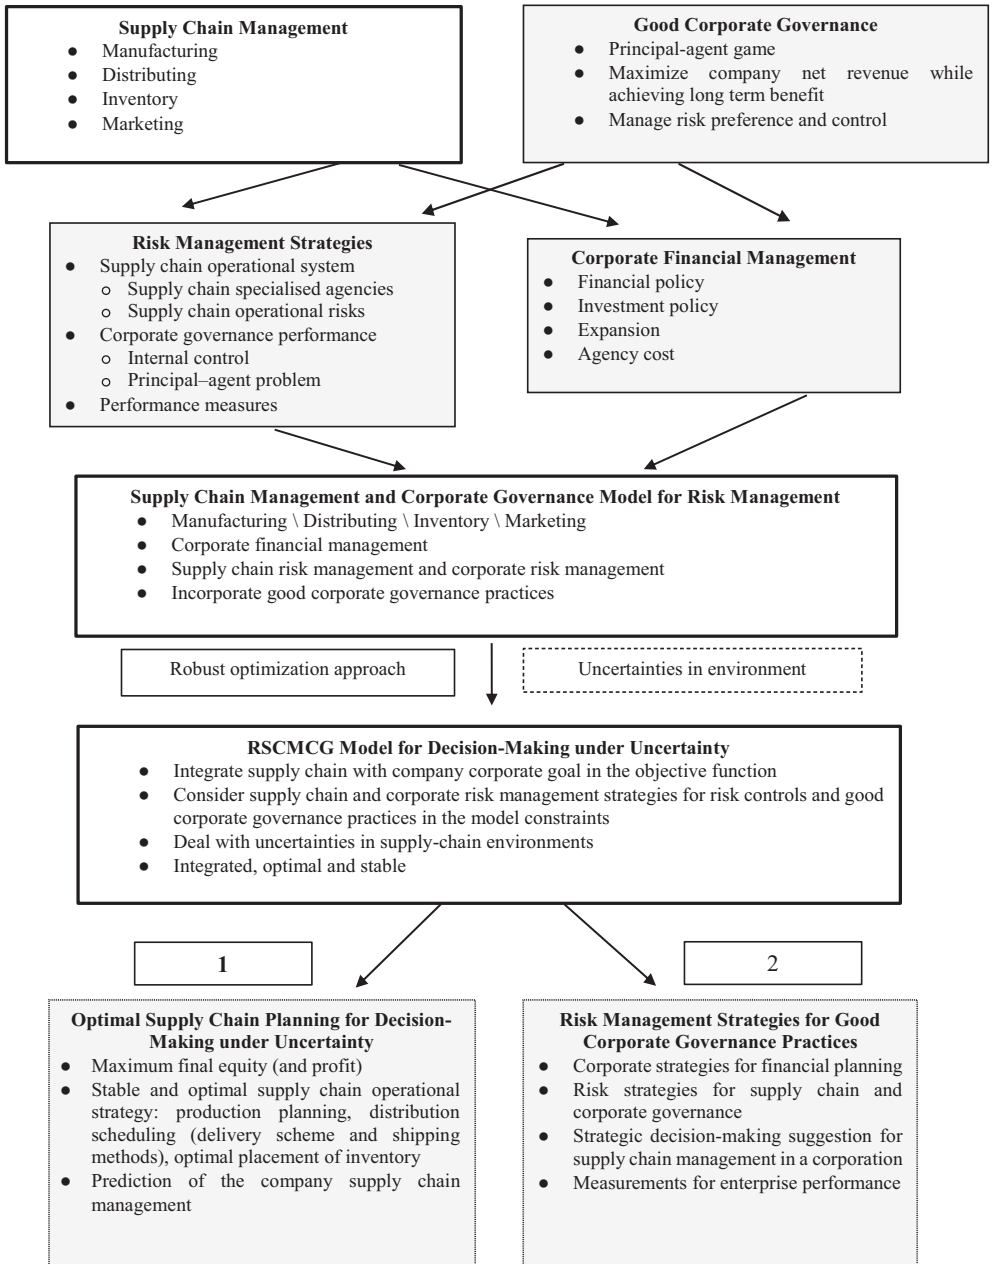 Supply Chain Management
● Manufacturing
● Distributing
● Inventory
● Marketing
Good Corporate Governance
● Principal-agent game
● Maximize company net revenue while
achieving long term benefit
● Manage risk preference and control
Risk Management Strategies
● Supply chain operational system
o Supply chain specialised agencies
o Supply chain operational risks
● Corporate governance performance
o Internal control
o Principal–agent problem
● Performance measures
Corporate Financial Management
● Financial policy
● Investment policy
● Expansion
● Agency cost
Supply Chain Management and Corporate Governance Model for Risk Management
● Manufacturing \ Distributing \ Inventory \ Marketing
● Corporate financial management
● Supply chain risk management and corporate risk management
● Incorporate good corporate governance practices
Robust optimization approach
Uncertainties in environment
RSCMCG Model for Decision-Making under Uncertainty
● Integrate supply chain with company corporate goal in the objective function
● Consider supply chain and corporate risk management strategies for risk controls and good
corporate governance practices in the model constraints
● Deal with uncertainties in supply-chain environments
● Integrated, optimal and stable
1
2
Optimal Supply Chain Planning for Decision-
Making under Uncertainty
● Maximum final equity (and profit)
● Stable and optimal supply chain operational
strategy: production planning, distribution
scheduling (delivery scheme and shipping
methods), optimal placement of inventory
● Prediction of the company supply chain
management
Risk Management Strategies for Good
Corporate Governance Practices
● Corporate strategies for financial planning
● Risk strategies for supply chain and
corporate governance
● Strategic decision-making suggestion for
supply chain management in a corporation
● Measurements for enterprise performance